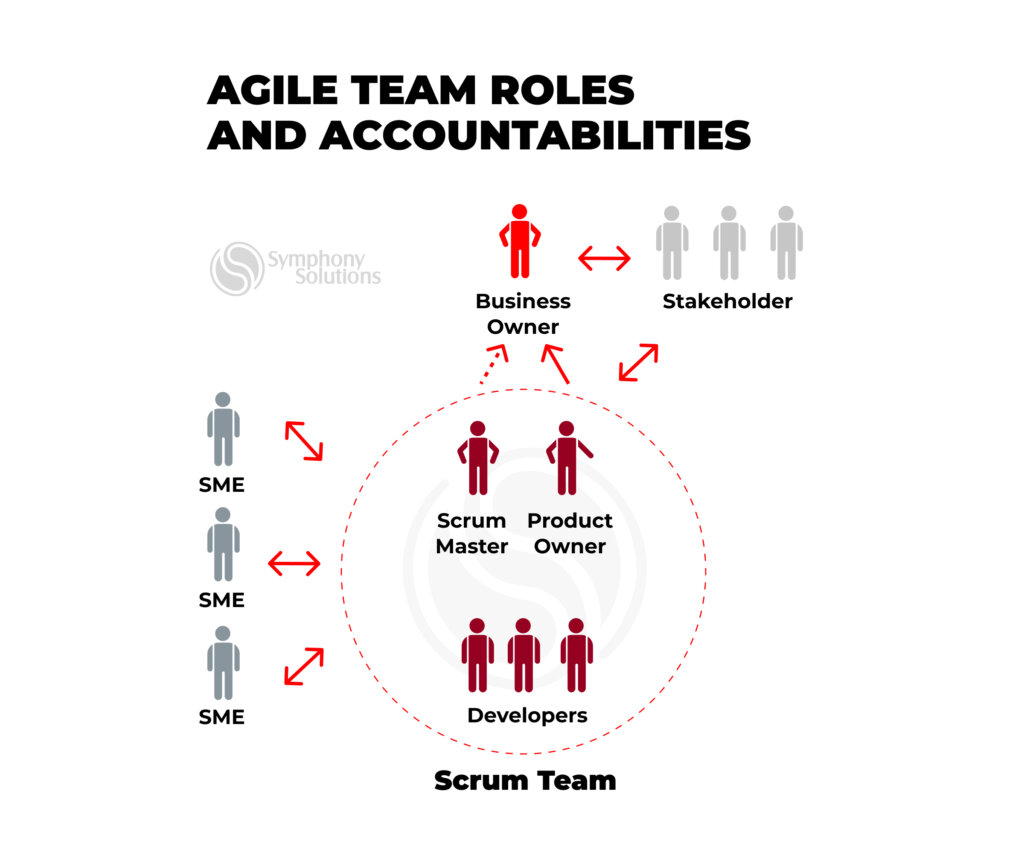 AGILE TEAM ROLES
AND ACCOUNTABILITIES
Symphony
Solutions
Business
Owner
Stakeholder
SME
SME
SME
Scrum
Master
Product
Owner
Developers
Scrum Team